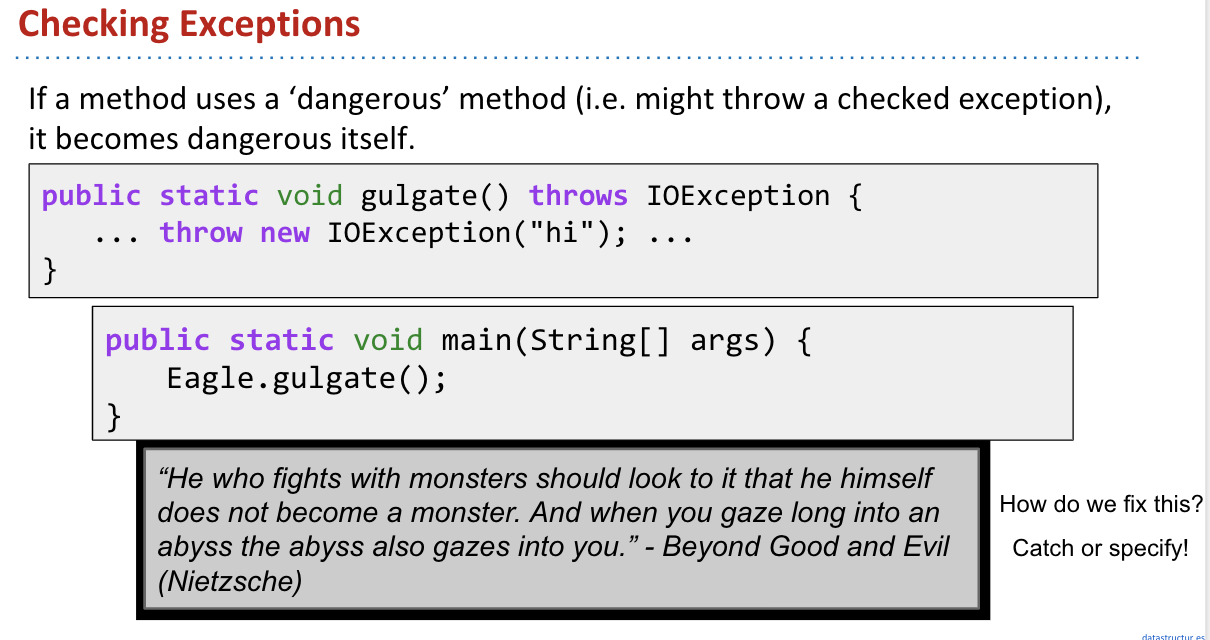 Checking Exceptions
If a method uses a ‘dangerous’ method (i.e. might throw a checked exception),
it becomes dangerous itself.
public static void gulgate() throws IOException {
   ... throw new IOException("hi"); ...
}
public static void main(String[] args) {
   Eagle.gulgate();
}
“He who fights with monsters should look to it that he himself
does not become a monster. And when you gaze long into an
abyss the abyss also gazes into you.” - Beyond Good and Evil
(Nietzsche)
How do we fix this?
Catch or specify!
datastructur.es